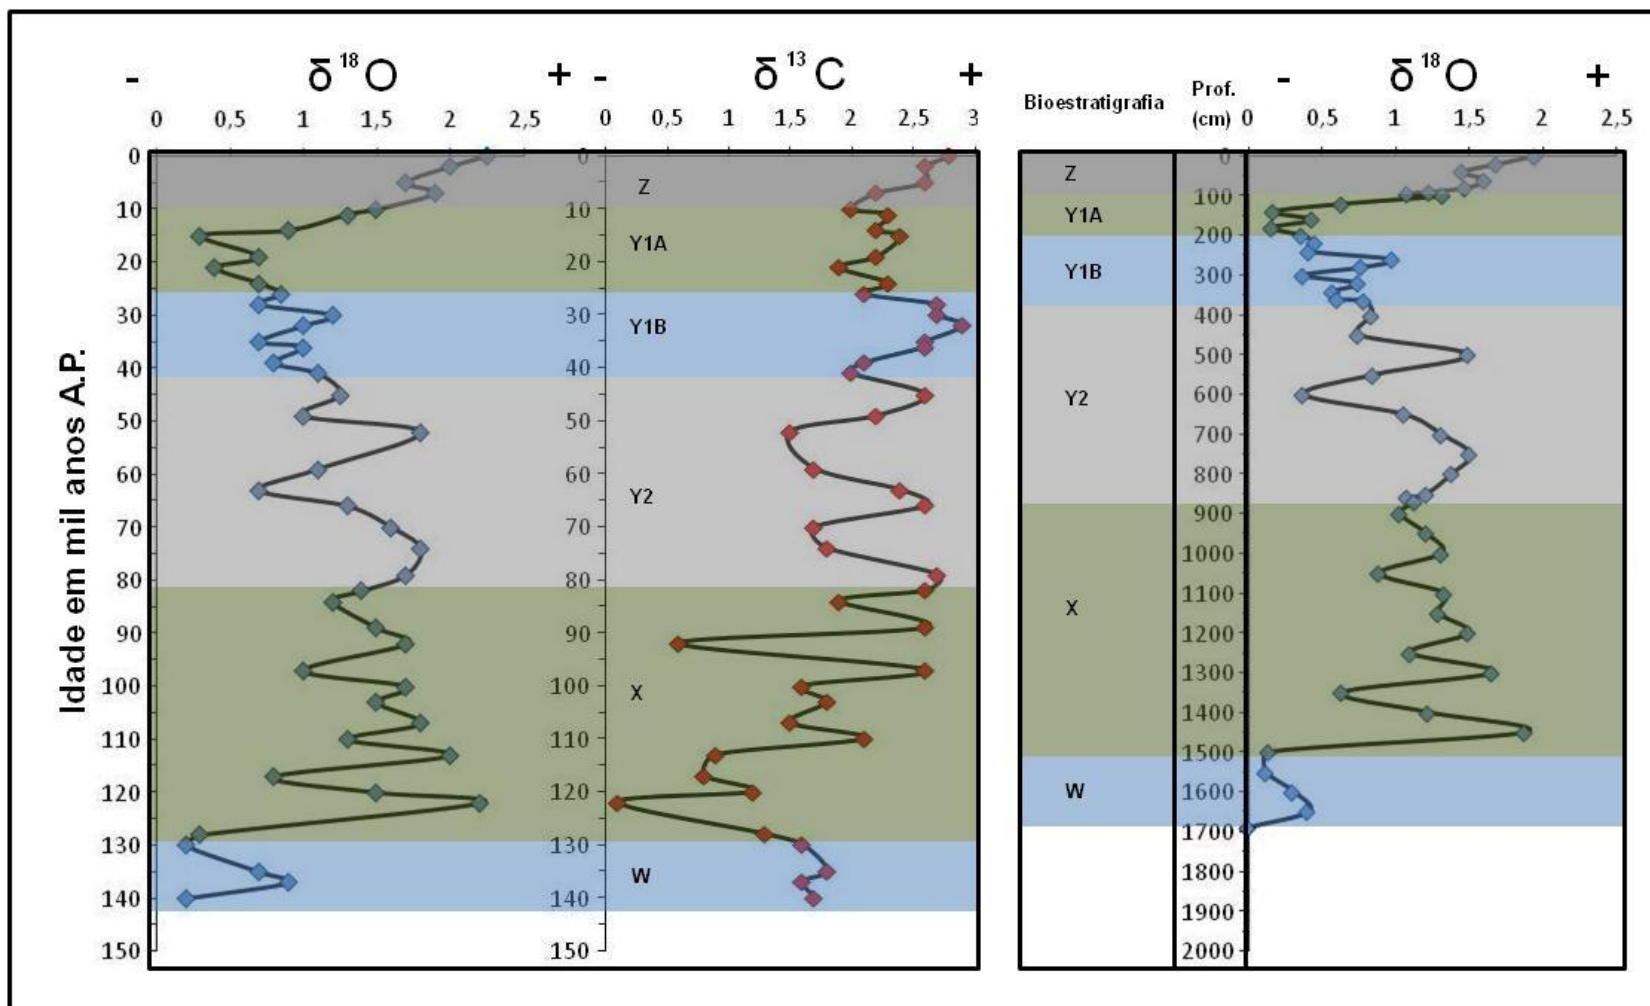 - δ 18 O + - δ 13 C +
0 0,5 1 1,5 2 2,5
0 0,5 1 1,5 2 2,5 3
Idade em mil anos A.P.
0
10
20
30
40
50
60
70
80
90
100
110
120
130
140
150
0
10
20
30
40
50
60
70
80
90
100
110
120
130
140
150
Z
Y1A
Y1B
Y2
X
W
Bioestratigrafia
Z
Y1A
Y1B
Y2
X
W
Prof.
(cm)
0
100
200
300
400
500
600
700
800
900
1000
1100
1200
1300
1400
1500
1600
1700
1800
1900
2000
- δ 18 O +
0 0,5 1 1,5 2 2,5